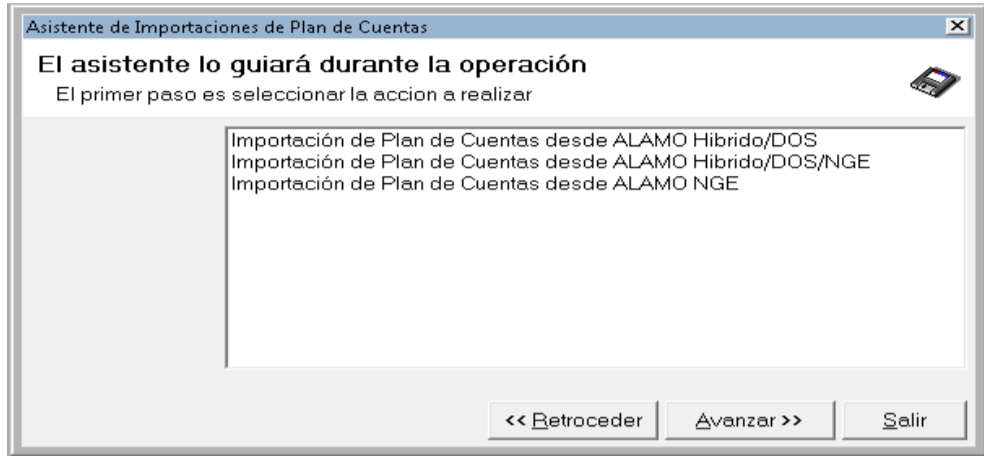 Asistente de Importaciones de Plan de Cuentas
El asistente lo guiará durante la operación
El primer paso es seleccionar la accion a realizar
Importación de Plan de Cuentas desde ALAMO Hibrido/DOS
Importación de Plan de Cuentas desde ALAMO Hibrido/DOS/NGE
Importación de Plan de Cuentas desde ALAMO NGE
<< Retroceder Avanzar >> Salir